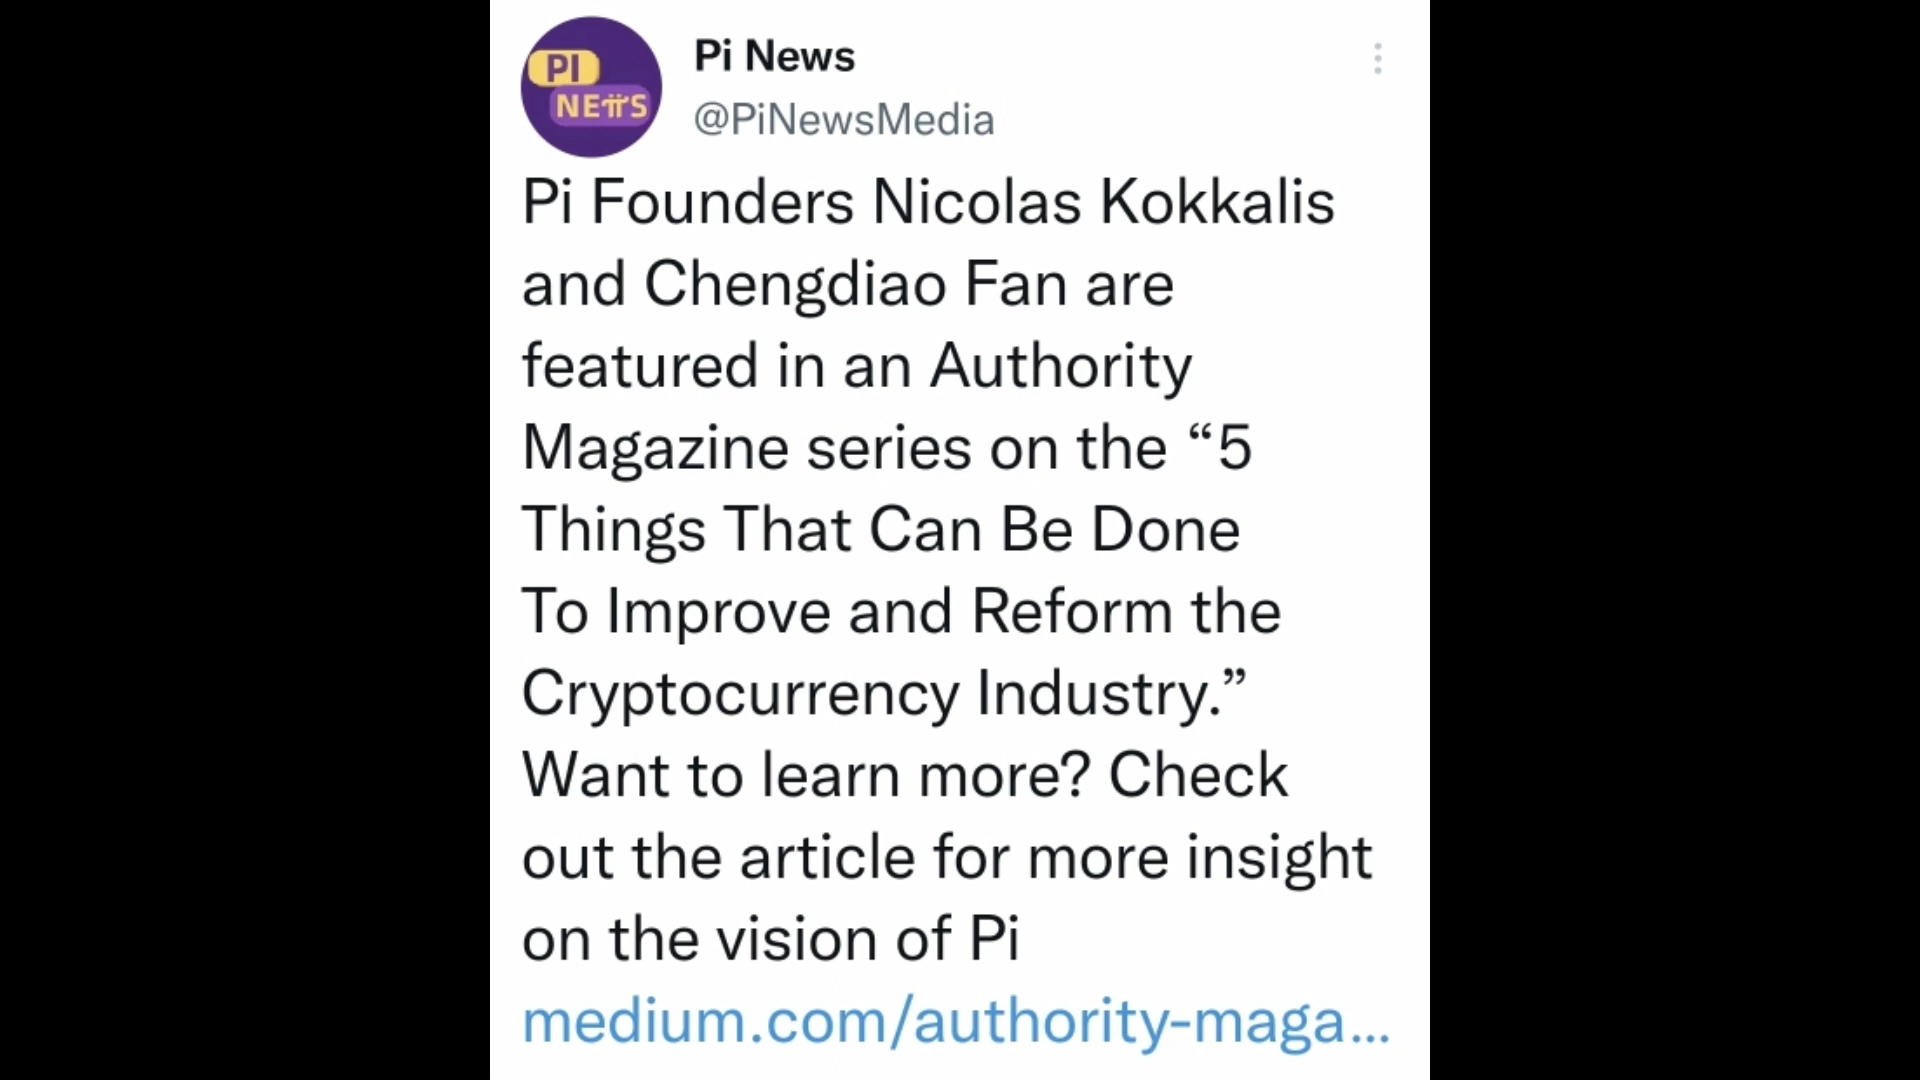 PI
NEπS
Pi News
@PiNewsMedia
Pi Founders Nicolas Kokkalis
and Chengdiao Fan are
featured in an Authority
Magazine series on the “5
Things That Can Be Done
To Improve and Reform the
Cryptocurrency Industry.”
Want to learn more? Check
out the article for more insight
on the vision of Pi
medium.com/authority-maga...